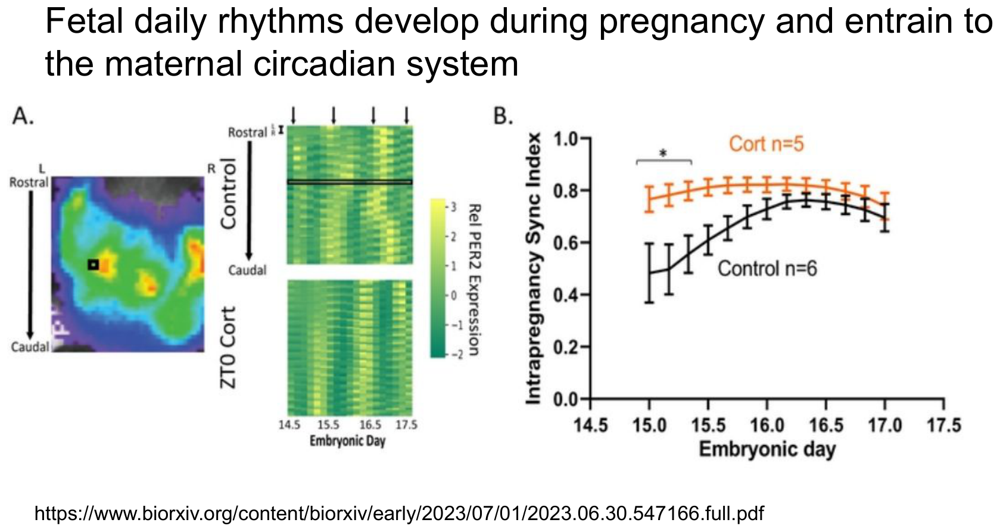 Fetal daily rhythms develop during pregnancy and entrain to
the maternal circadian system
A.
L
R
Rostral
Caudal
Control
ZT0 Cort
Rostral
Caudal
3
2
1
0
−1
−2
Rel PER2 Expression
14.5 15.5 16.5 17.5
Embryonic Day
B.
Intrapregnancy Sync Index
1.0
0.8
0.6
0.4
0.2
0.0
*
Cort n=5
Control n=6
14.5 15.0 15.5 16.0 16.5 17.0 17.5
Embryonic day
https://www.biorxiv.org/content/biorxiv/early/2023/07/01/2023.06.30.547166.full.pdf